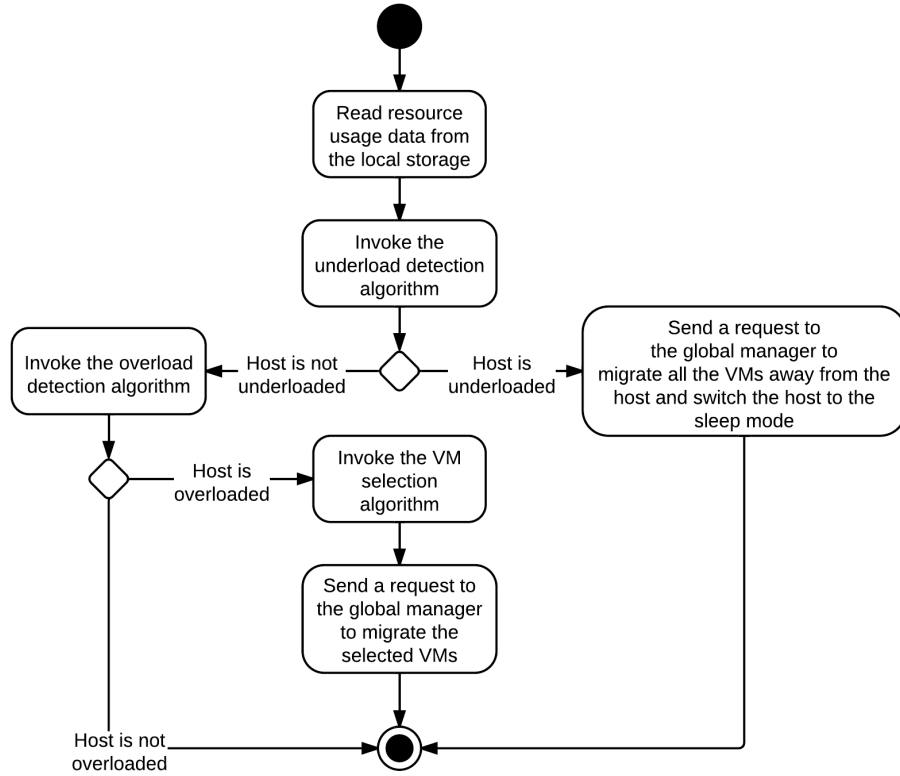 Read resource
usage data from
the local storage
Invoke the
underload detection
algorithm
Host is not
underloaded
Host is
underloaded
Send a request to
the global manager to
migrate all the VMs away from the
host and switch the host to the
sleep mode
Invoke the overload
detection algorithm
Host is
overloaded
Invoke the VM
selection
algorithm
Send a request to
the global manager
to migrate the
selected VMs
Host is not
overloaded